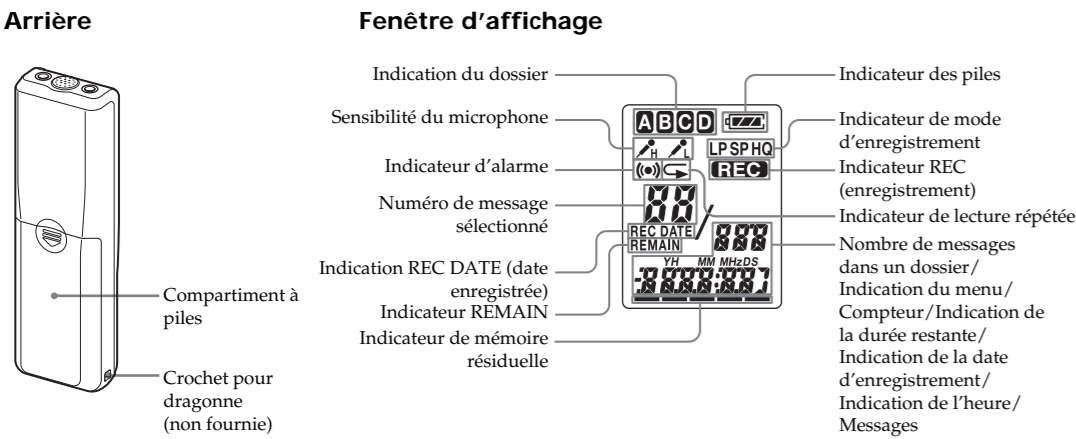 Arrière
Compartiment à
piles
Crochet pour
dragonne
(non fournie)
Fenêtre d'affichage
Indication du dossier
Sensibilité du microphone
Indicateur d'alarme
Numéro de message
sélectionné
Indication REC DATE (date
enregistrée)
Indicateur REMAIN
Indicateur de mémoire
résiduelle
ABCD
H L
LP SP HQ
REC
88
REC DATE
REMAIN
888
YH MM MHz DS
Indicateur des piles
Indicateur de mode
d'enregistrement
Indicateur REC
(enregistrement)
Indicateur de lecture répétée
Nombre de messages
dans un dossier/
Indication du menu/
Compteur/Indication de
la durée restante/
Indication de la date
d'enregistrement/
Indication de l'heure/
Messages